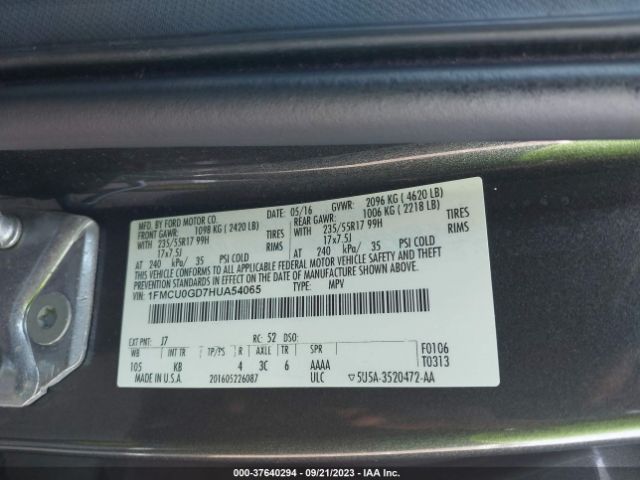 MFD. BY FORD MOTOR CO.
DATE: 05/16 GVWR: 2096 KG ( 4620 LB)
FRONT GAWR: 1098 KG ( 2420 LB) REAR GAWR: 1006 KG ( 2218 LB)
WITH 235/55R17 99H TIRES WITH 235/55R17 99H TIRES
17x7.5J RIMS 17x7.5J RIMS
AT 240 kPa/ 35 PSI COLD AT 240 kPa/ 35 PSI COLD
THIS VEHICLE CONFORMS TO ALL APPLICABLE FEDERAL MOTOR VEHICLE SAFETY AND THEFT
PREVENTION STANDARDS IN EFFECT ON THE DATE OF MANUFACTURE SHOWN ABOVE.
VIN: 1FMCU0GD7HUA54065 TYPE: MPV
EXT PNT: J7 RC: 52 DSO: F0106
WB INT TR TP/PS R AXLE TR SPR T0313
105 KB 4 3C 6 AAAA
MADE IN U.S.A. 201605226087 ULC 5U5A-3520472-AA
000-37640294 - 09/21/2023 - IAA Inc.